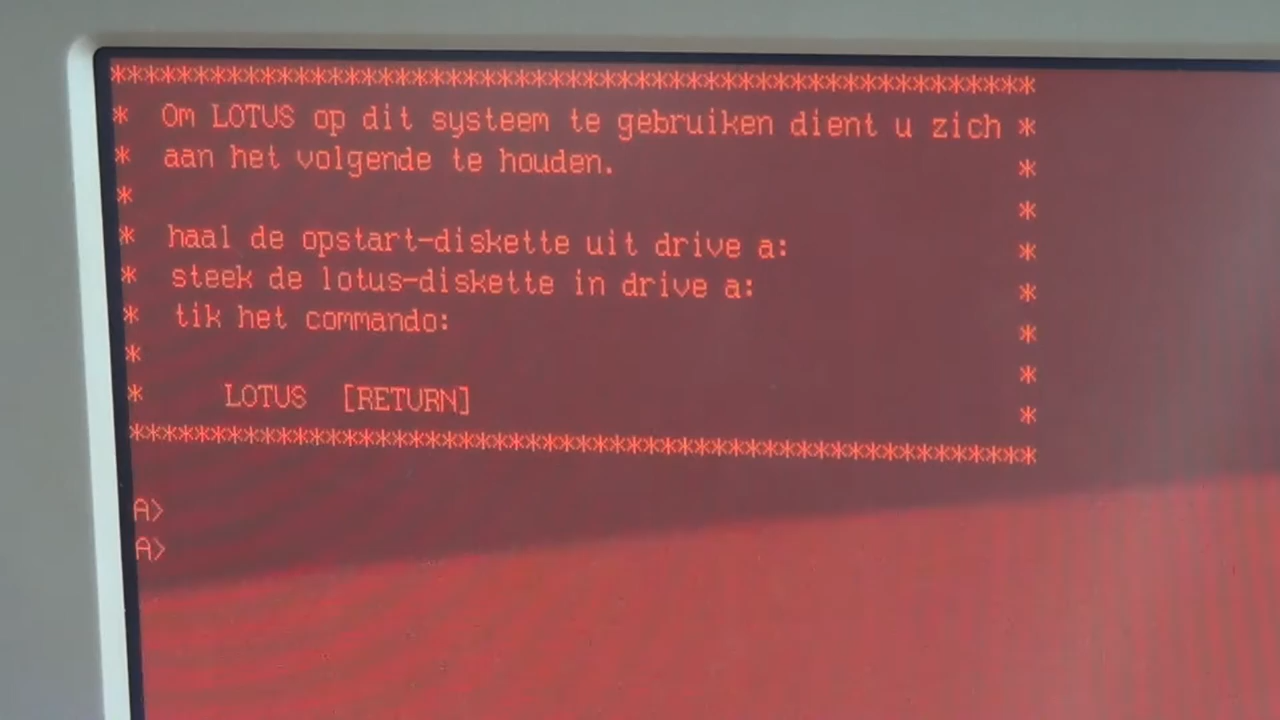 ******************************************************************************
* Om LOTUS op dit systeem te gebruiken dient u zich *
* aan het volgende te houden. *
* *
* haal de opstart-diskette uit drive a: *
* steek de lotus-diskette in drive a: *
* tik het commando: *
* *
* LOTUS [RETURN] *
******************************************************************************
A>
A>